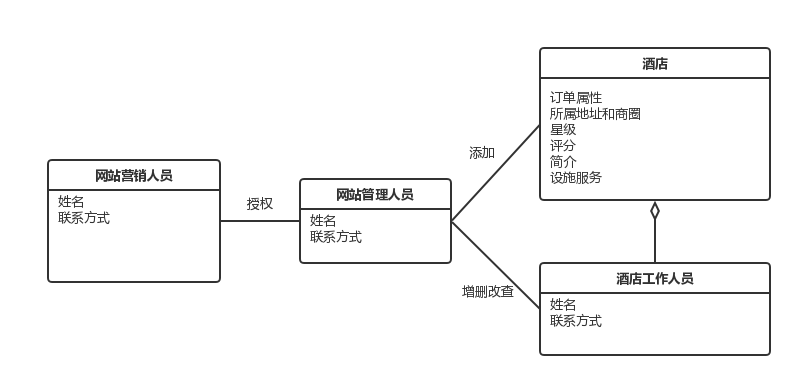 酒店
订单属性
所属地址和商圈
星级
评分
简介
设施服务
添加
网站营销人员
姓名
联系方式
授权
网站管理人员
姓名
联系方式
增删改查
酒店工作人员
姓名
联系方式